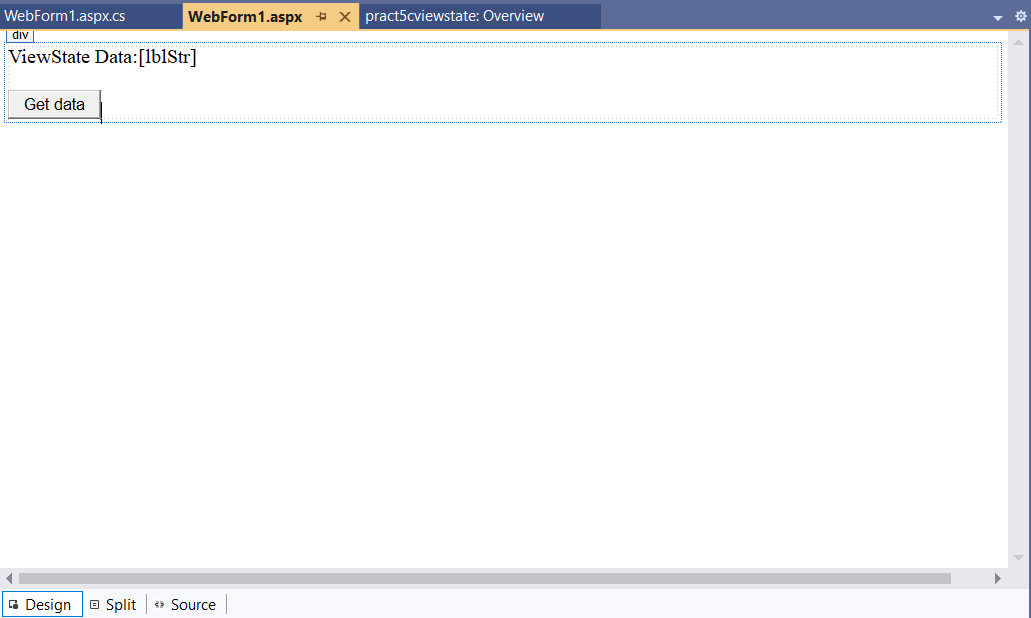 WebForm1.aspx.cs WebForm1.aspx pract5cviewstate: Overview
div
ViewState Data:[lblStr]
Get data
Design Split Source